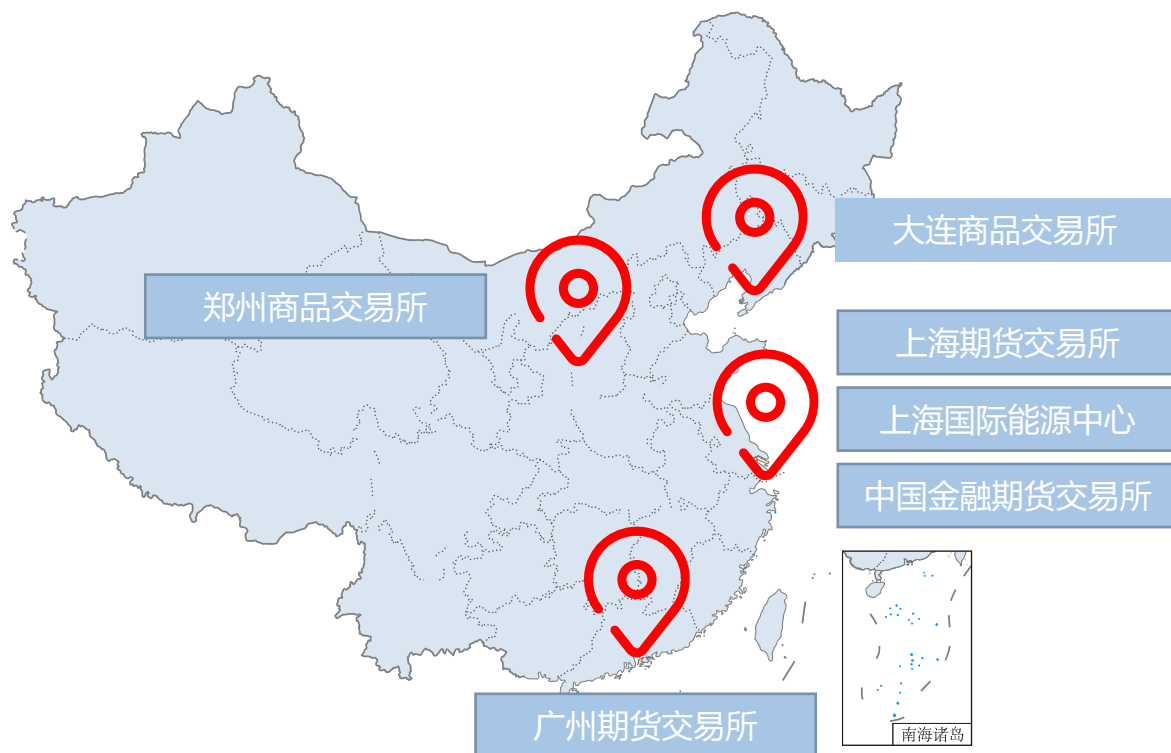 大连商品交易所
郑州商品交易所
上海期货交易所
上海国际能源中心
中国金融期货交易所
广州期货交易所
南海诸岛